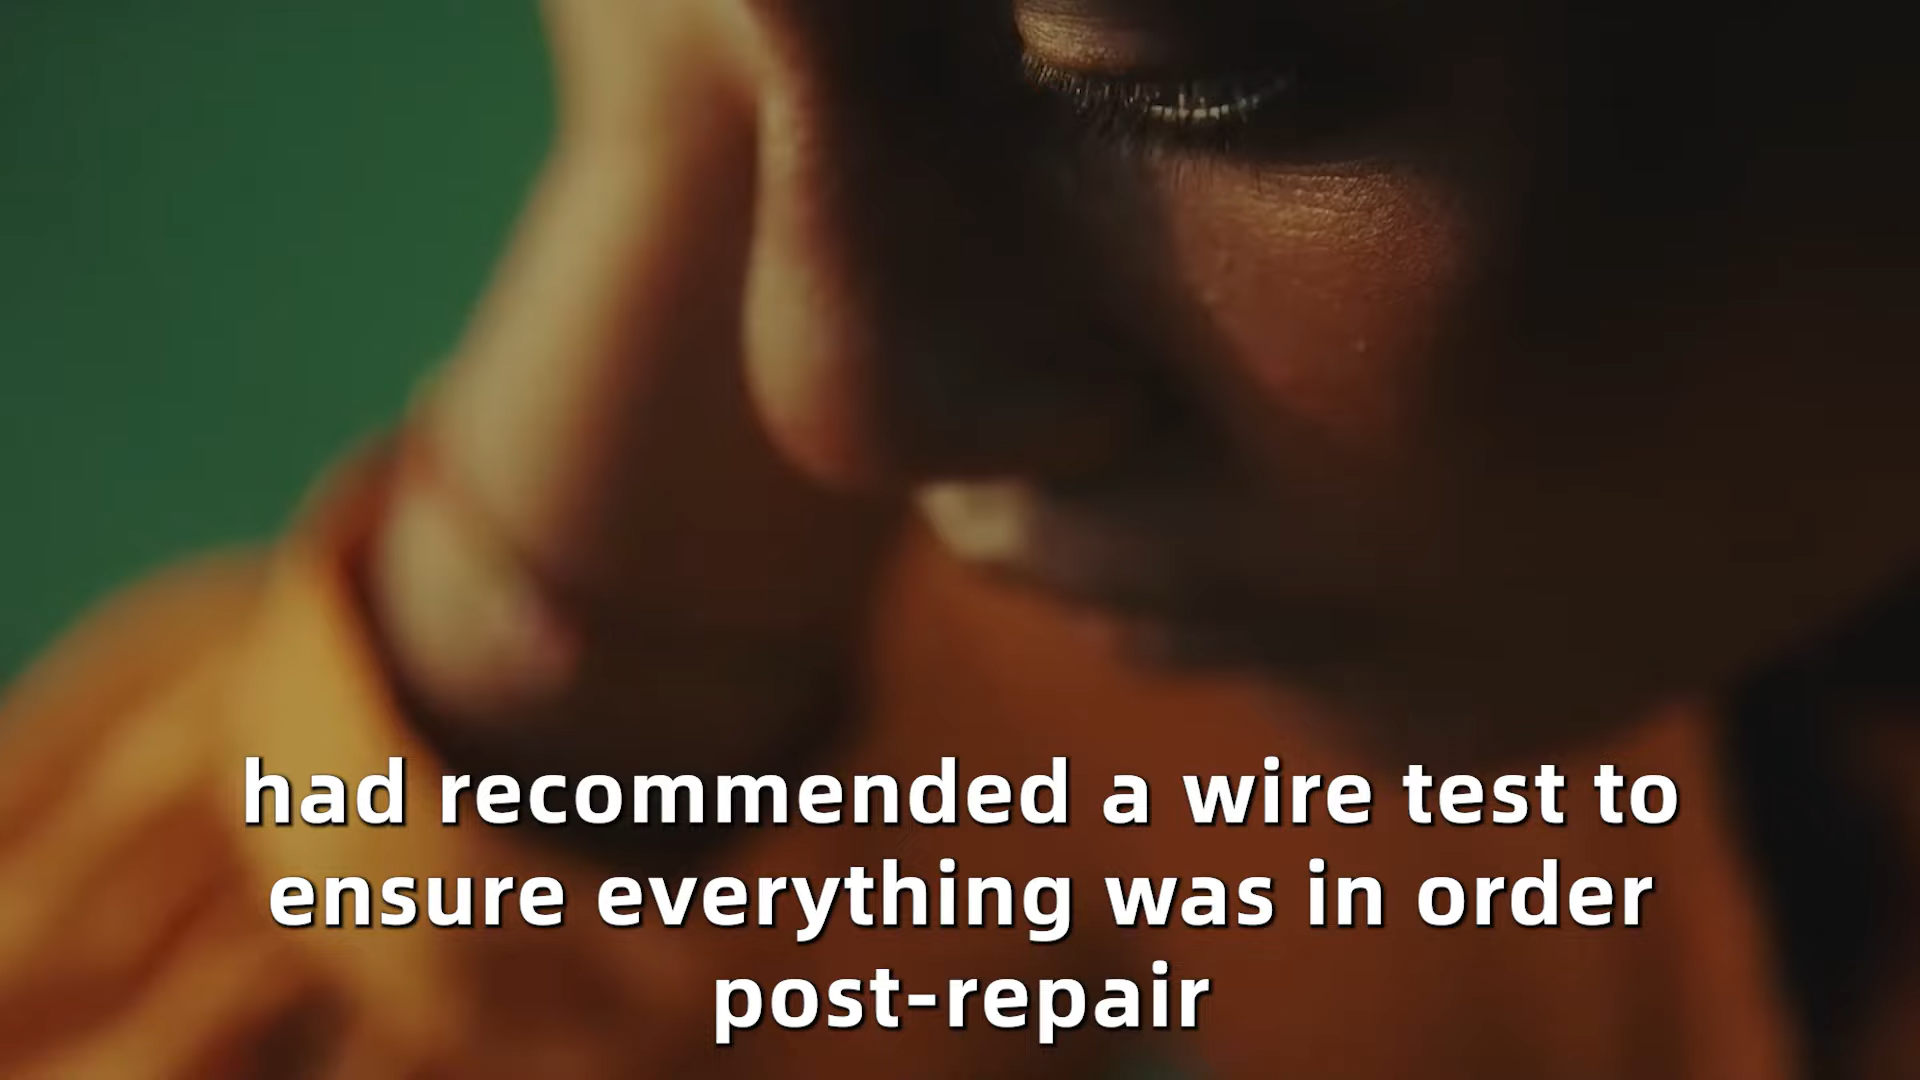 had recommended a wire test to
ensure everything was in order
post-repair